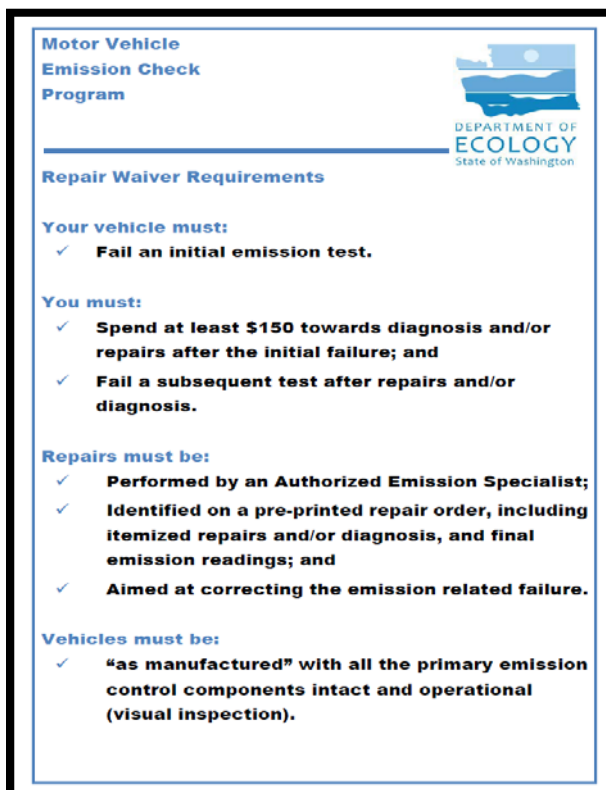 Motor Vehicle
Emission Check
Program
DEPARTMENT OF
ECOLOGY
State of Washington
Repair Waiver Requirements
Your vehicle must:
✓ Fail an initial emission test.
You must:
✓ Spend at least $150 towards diagnosis and/or
repairs after the initial failure; and
✓ Fail a subsequent test after repairs and/or
diagnosis.
Repairs must be:
✓ Performed by an Authorized Emission Specialist;
✓ Identified on a pre-printed repair order, including
itemized repairs and/or diagnosis, and final
emission readings; and
✓ Aimed at correcting the emission related failure.
Vehicles must be:
✓ “as manufactured” with all the primary emission
control components intact and operational
(visual inspection).